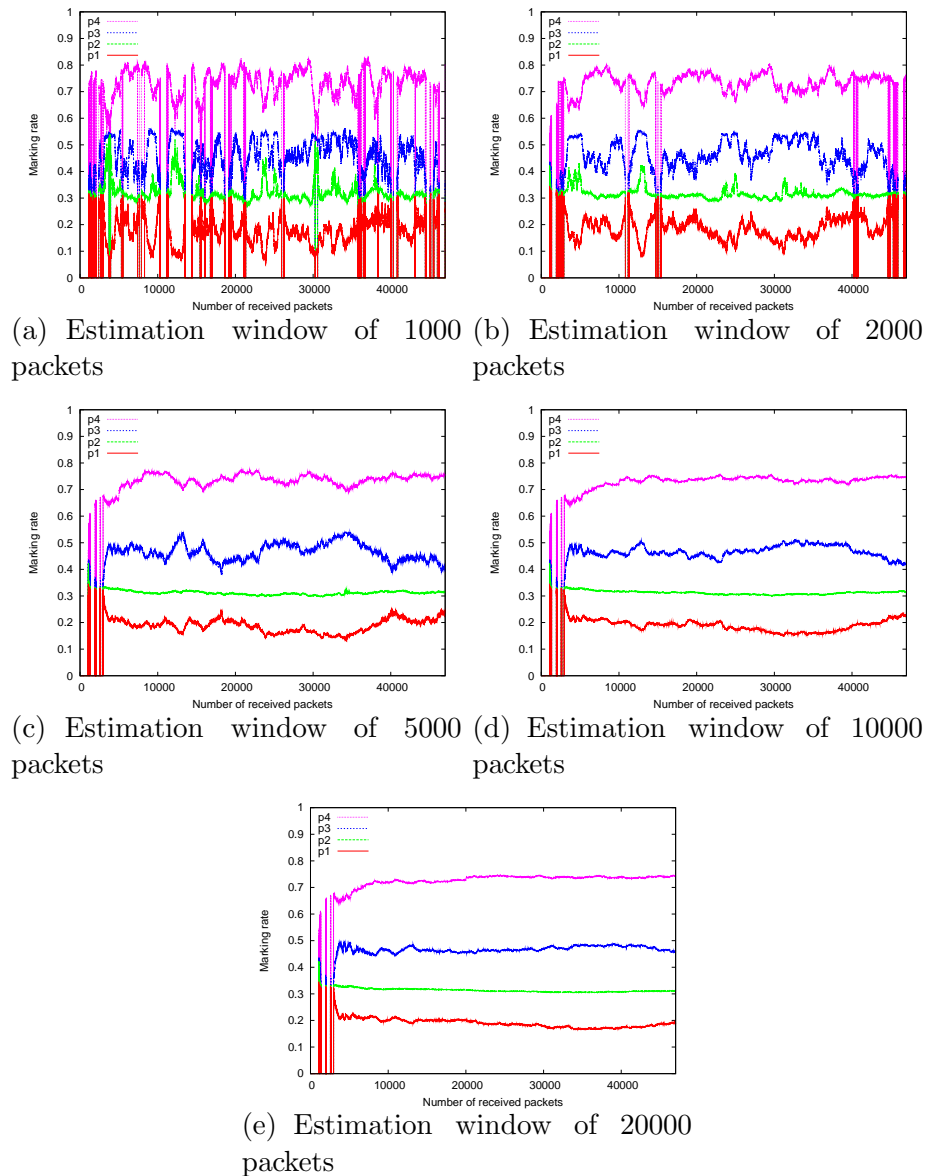 1
0.9
0.8
0.7
0.6
0.5
0.4
0.3
0.2
0.1
0
Marking rate
p4
p3
p2
p1
0 10000 20000 30000 40000
Number of received packets
(a) Estimation window of 1000
packets
1
0.9
0.8
0.7
0.6
0.5
0.4
0.3
0.2
0.1
0
Marking rate
p4
p3
p2
p1
0 10000 20000 30000 40000
Number of received packets
(b) Estimation window of 2000
packets
1
0.9
0.8
0.7
0.6
0.5
0.4
0.3
0.2
0.1
0
Marking rate
p4
p3
p2
p1
0 10000 20000 30000 40000
Number of received packets
(c) Estimation window of 5000
packets
1
0.9
0.8
0.7
0.6
0.5
0.4
0.3
0.2
0.1
0
Marking rate
p4
p3
p2
p1
0 10000 20000 30000 40000
Number of received packets
(d) Estimation window of 10000
packets
1
0.9
0.8
0.7
0.6
0.5
0.4
0.3
0.2
0.1
0
Marking rate
p4
p3
p2
p1
0 10000 20000 30000 40000
Number of received packets
(e) Estimation window of 20000
packets